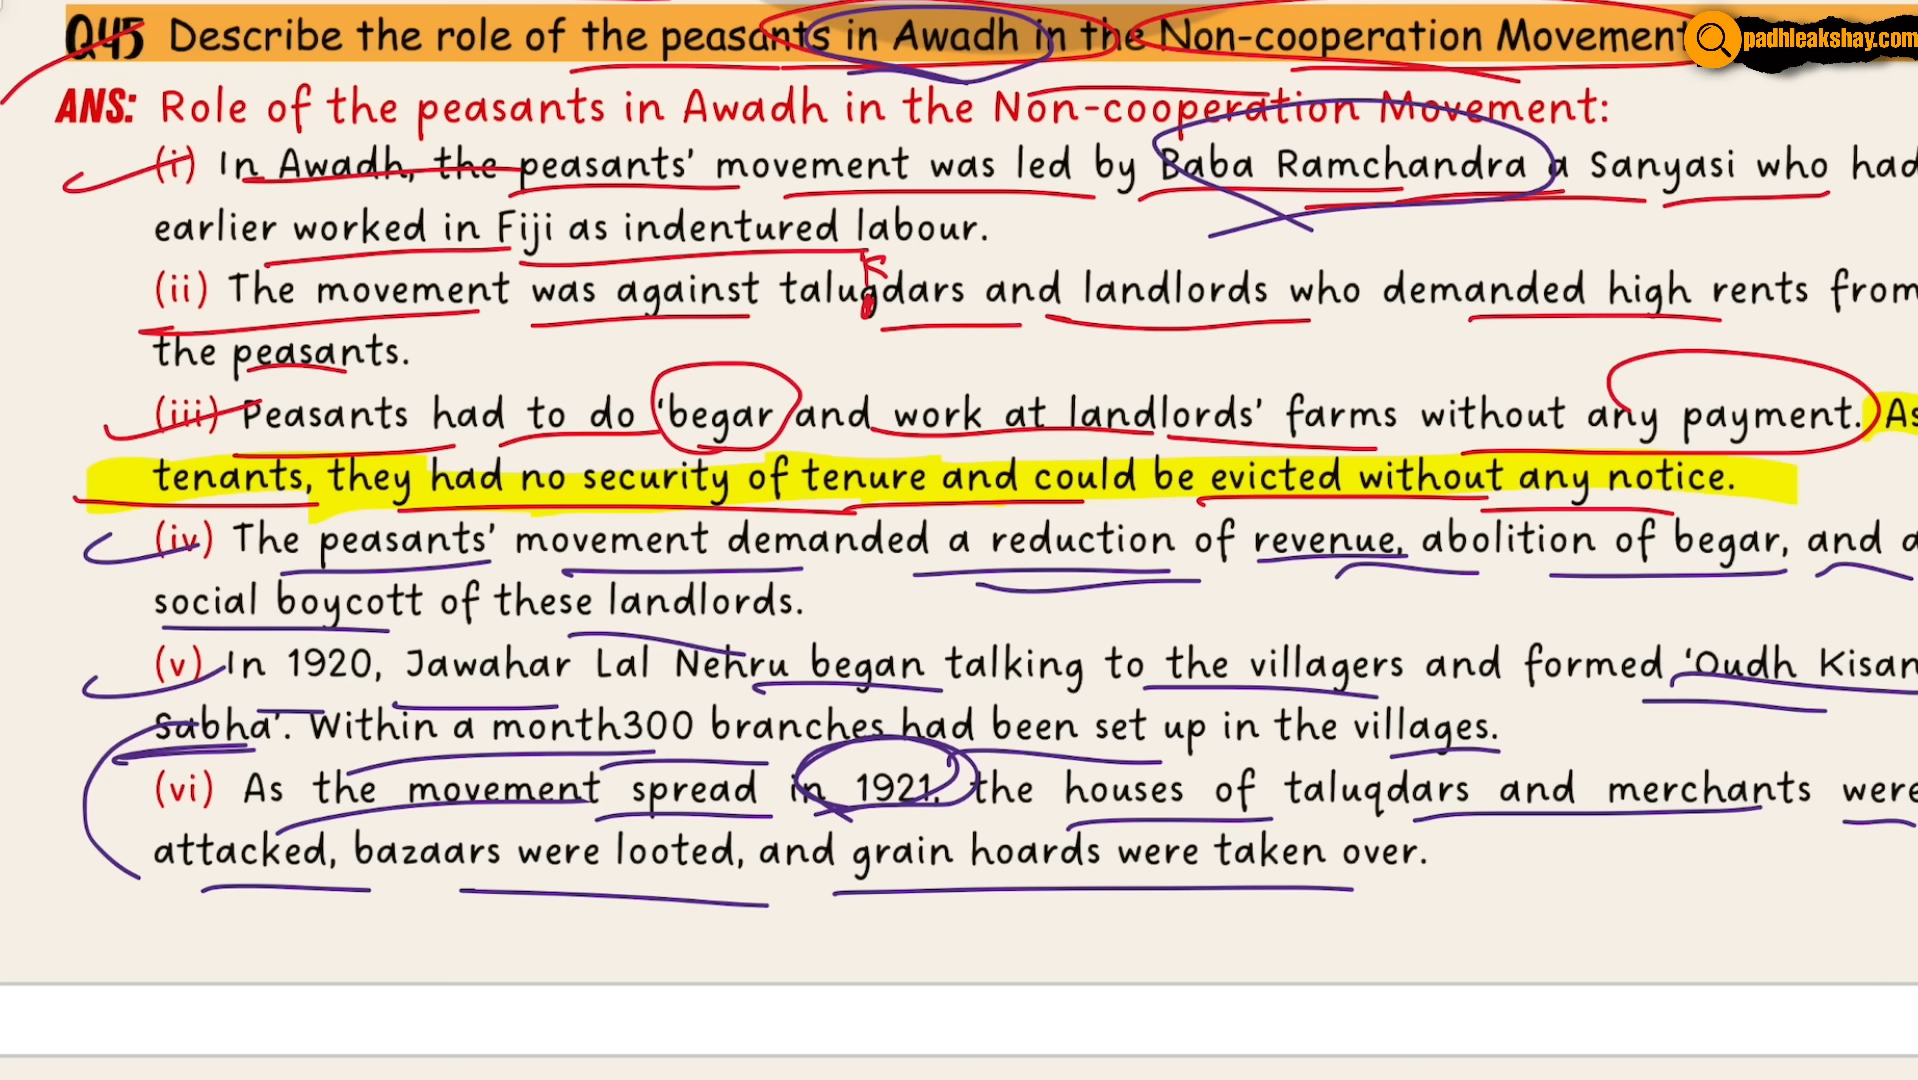 Q45 Describe the role of the peasants in Awadh in the Non-cooperation Movement
padhleakshay.com
ANS: Role of the peasants in Awadh in the Non-cooperation Movement:
(i) In Awadh, the peasants' movement was led by Baba Ramchandra a Sanyasi who had
earlier worked in Fiji as indentured labour.
(ii) The movement was against taluqdars and landlords who demanded high rents from
the peasants.
(iii) Peasants had to do 'begar and work at landlords' farms without any payment. As
tenants, they had no security of tenure and could be evicted without any notice.
(iv) The peasants' movement demanded a reduction of revenue, abolition of begar, and a
social boycott of these landlords.
(v) In 1920, Jawahar Lal Nehru began talking to the villagers and formed 'Oudh Kisan
Sabha'. Within a month300 branches had been set up in the villages.
(vi) As the movement spread in 1921, the houses of taluqdars and merchants were
attacked, bazaars were looted, and grain hoards were taken over.